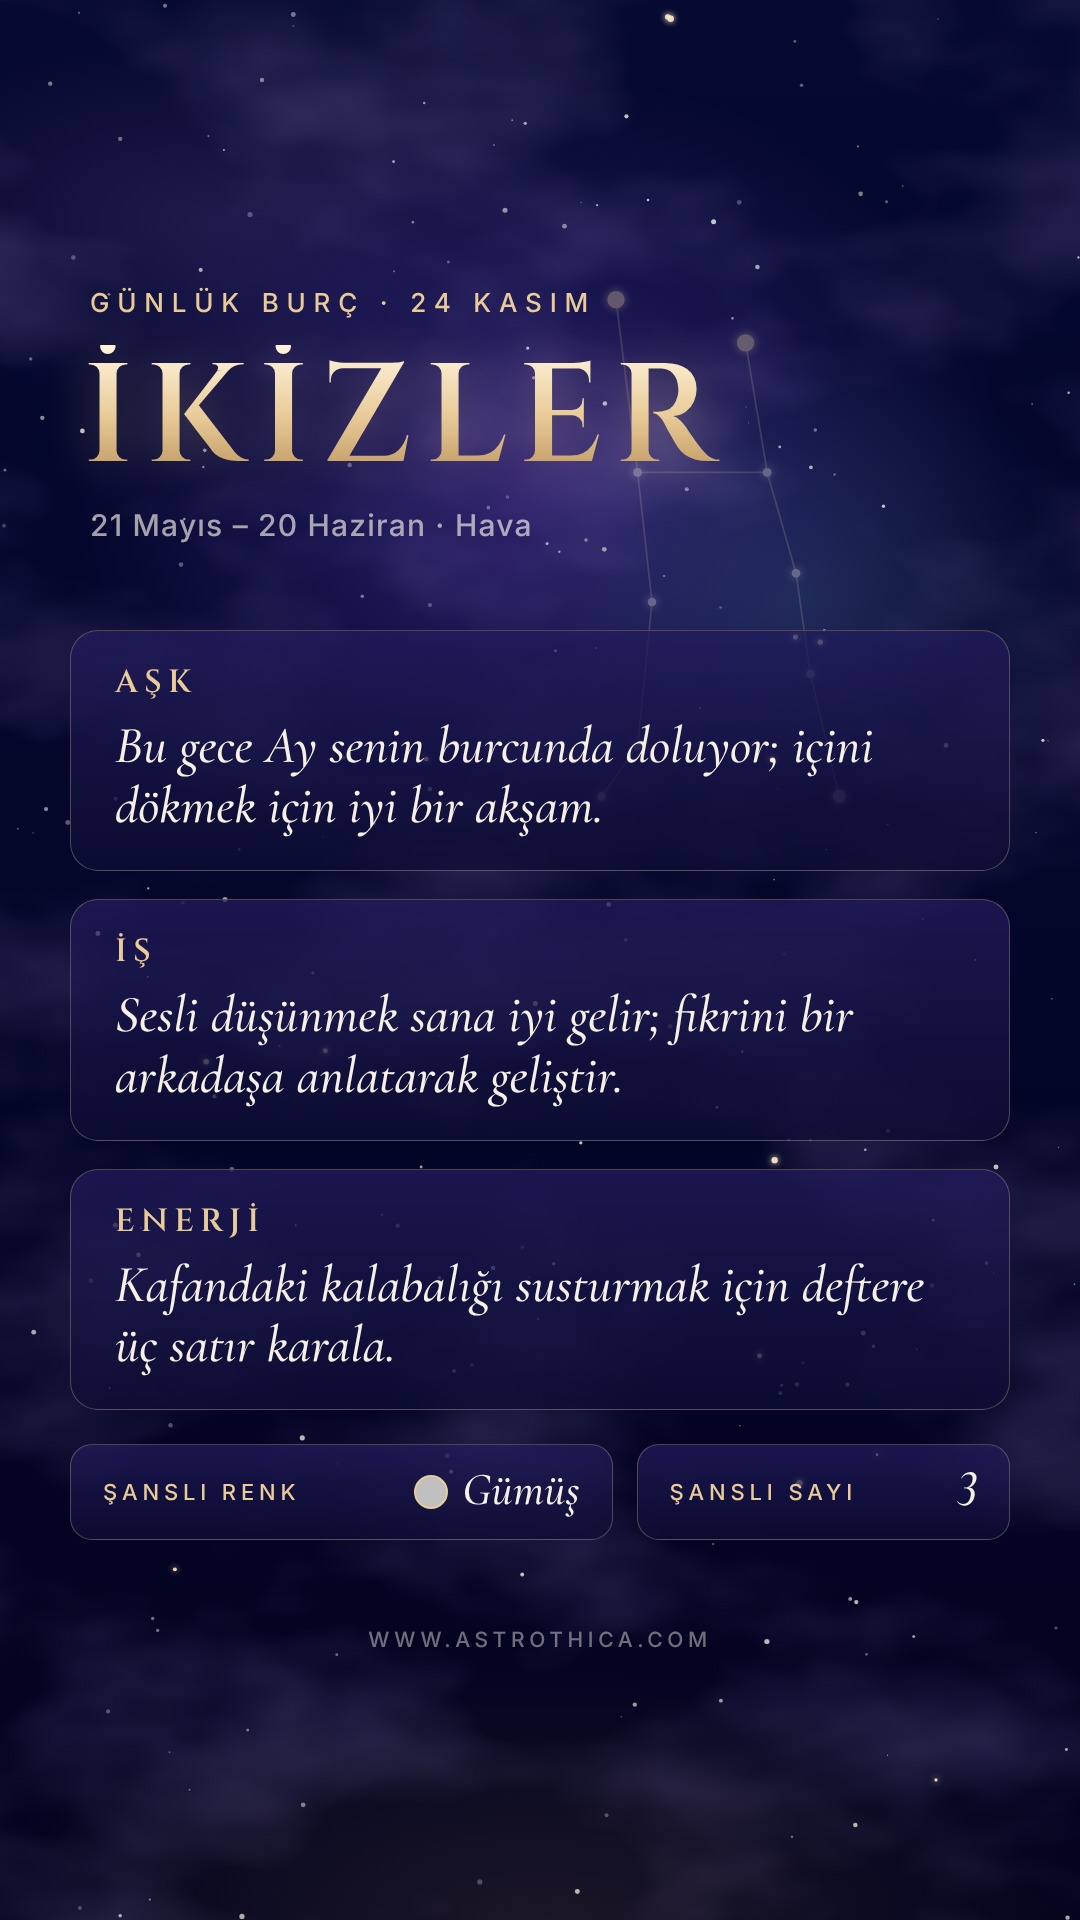 GÜNLÜK BURÇ · 24 KASIM
İKİZLER
21 Mayıs – 20 Haziran · Hava
AŞK
Bu gece Ay senin burcunda doluyor; içini
dökmek için iyi bir akşam.
İŞ
Sesli düşünmek sana iyi gelir; fikrini bir
arkadaşa anlatarak geliştir.
ENERJİ
Kafandaki kalabalığı susturmak için deftere
üç satır karala.
ŞANSLI RENK Gümüş
ŞANSLI SAYI 3
WWW.ASTROTHICA.COM